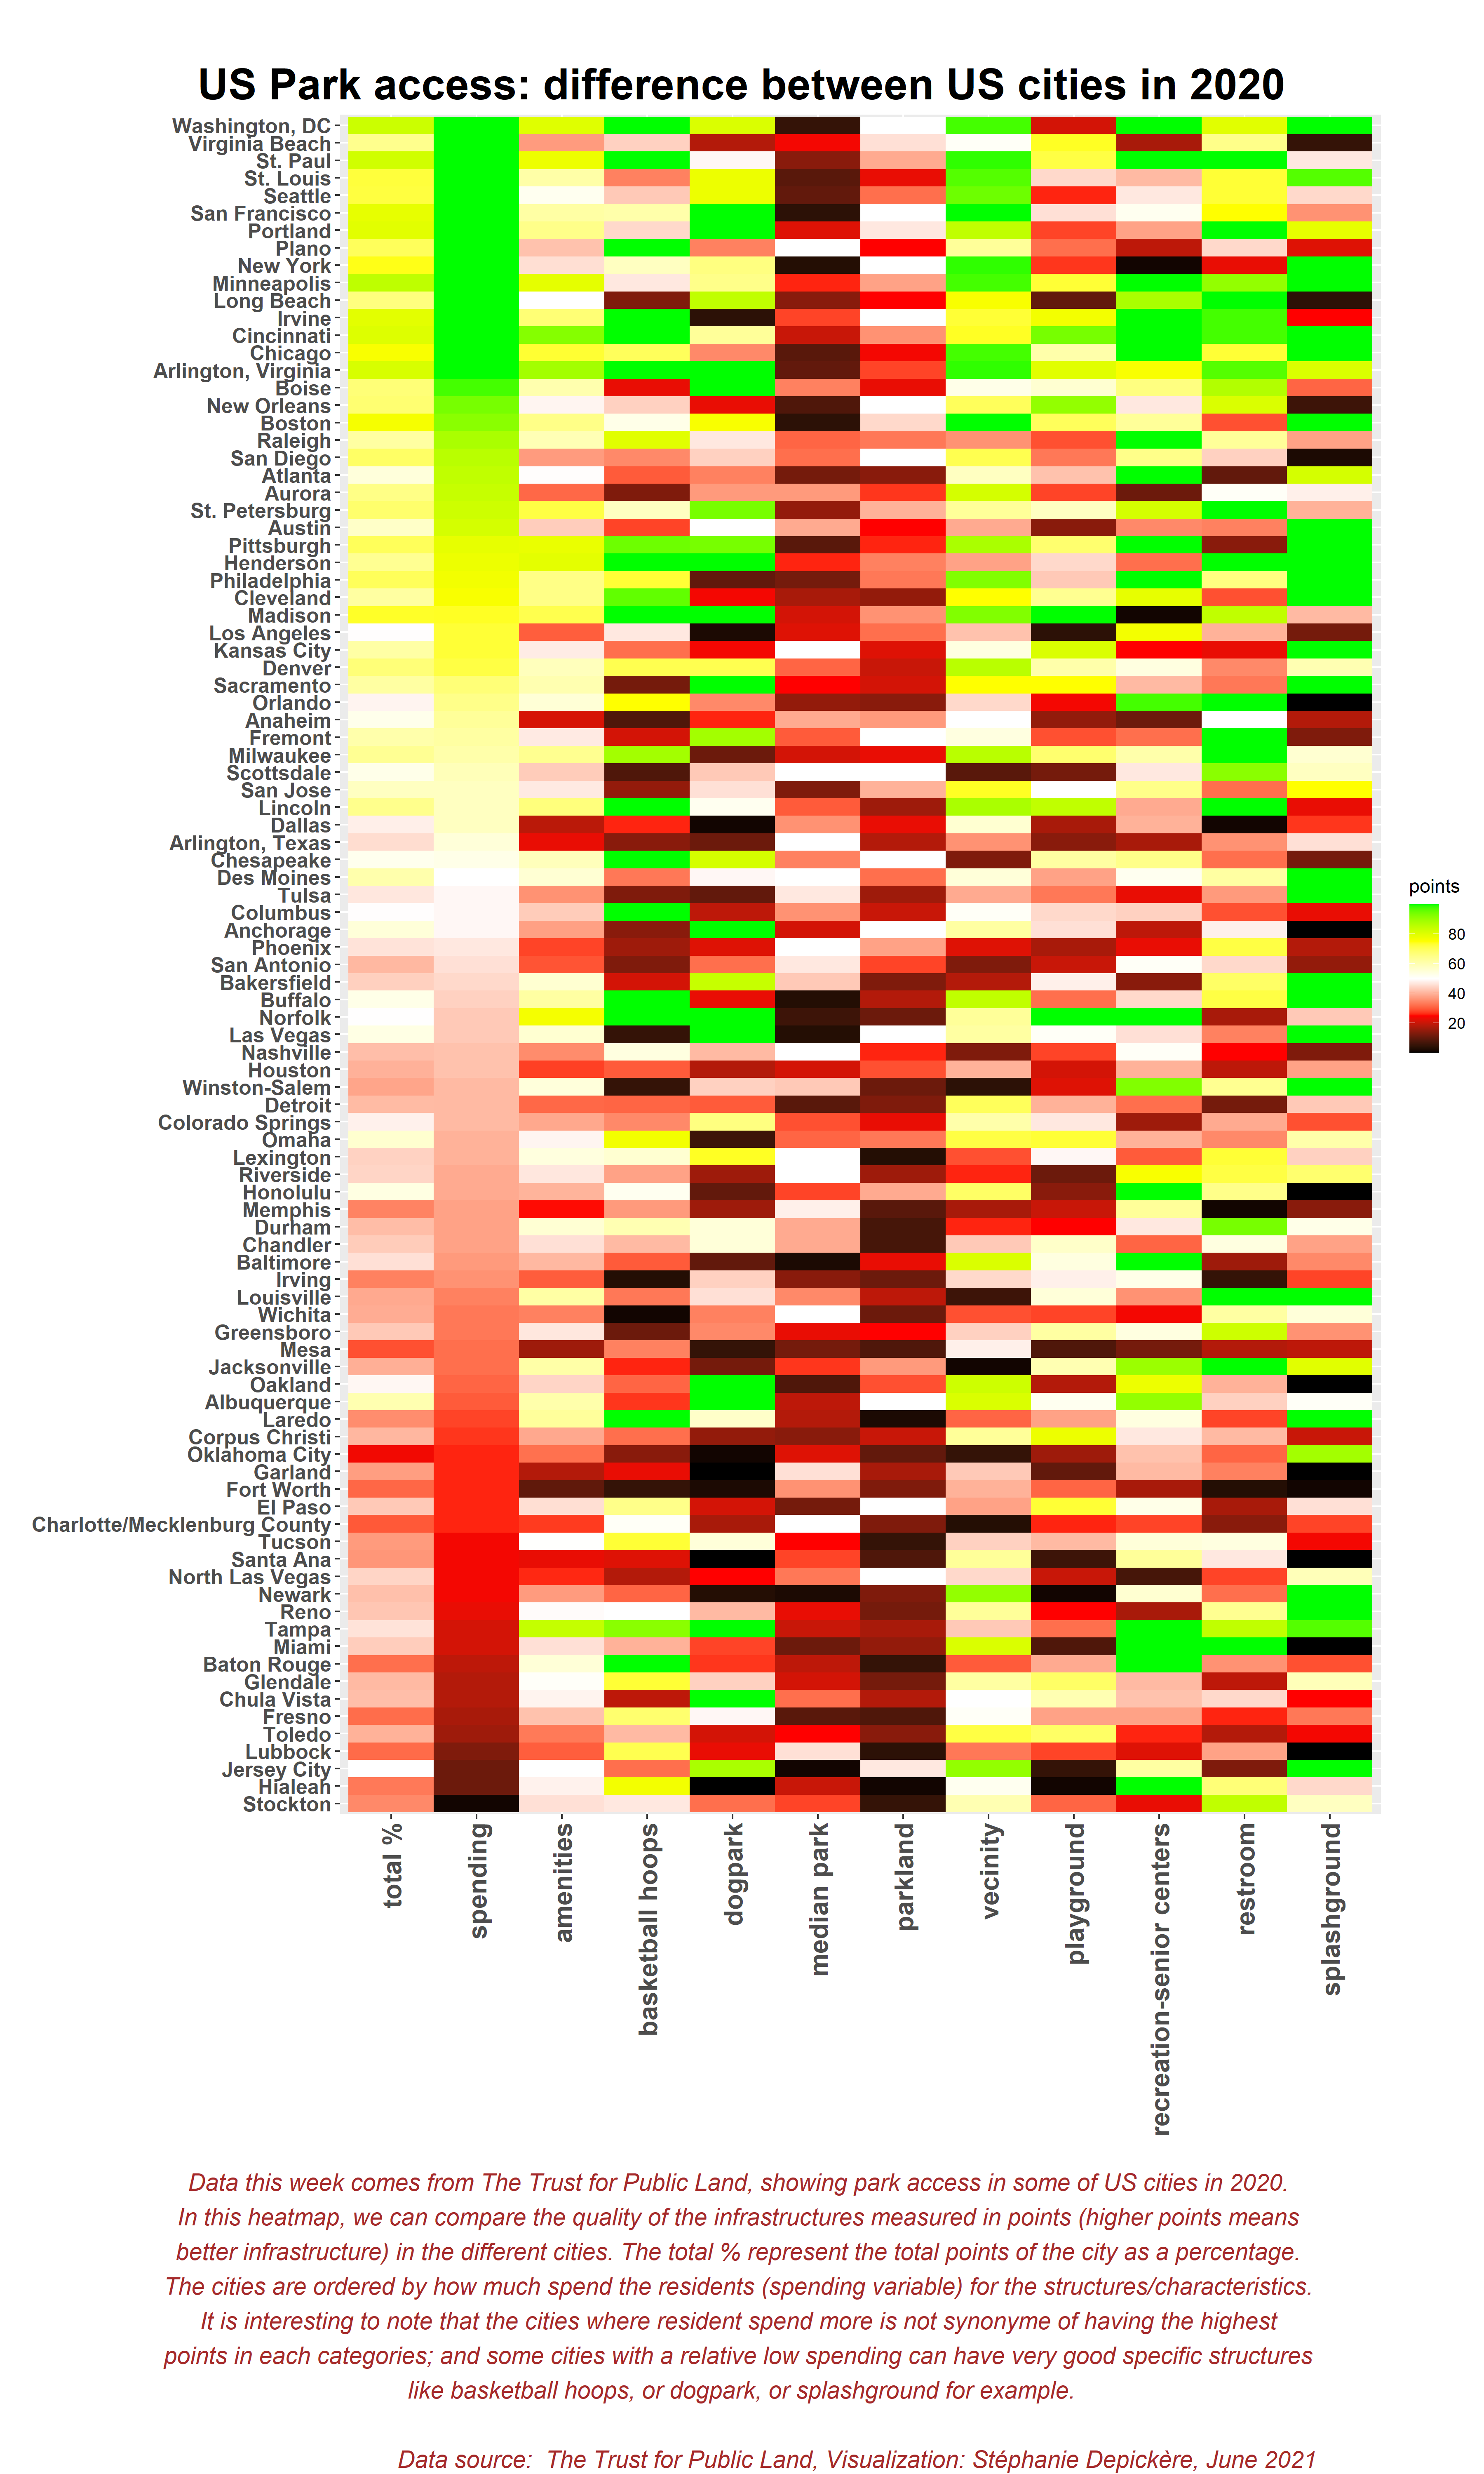 US Park access: difference between US cities in 2020
Washington, DC
Virginia Beach
St. Paul
St. Louis
Seattle
San Francisco
Portland
Plano
New York
Minneapolis
Long Beach
Irvine
Cincinnati
Chicago
Arlington, Virginia
Boise
New Orleans
Boston
Raleigh
San Diego
Atlanta
Aurora
St. Petersburg
Austin
Pittsburgh
Henderson
Philadelphia
Cleveland
Madison
Los Angeles
Kansas City
Denver
Sacramento
Orlando
Anaheim
Fremont
Milwaukee
Scottsdale
San Jose
Lincoln
Dallas
Arlington, Texas
Chesapeake
Des Moines
Tulsa
Columbus
Anchorage
Phoenix
San Antonio
Bakersfield
Buffalo
Norfolk
Las Vegas
Nashville
Houston
Winston-Salem
Detroit
Colorado Springs
Omaha
Lexington
Riverside
Honolulu
Memphis
Durham
Chandler
Baltimore
Irving
Louisville
Wichita
Greensboro
Mesa
Jacksonville
Oakland
Albuquerque
Laredo
Corpus Christi
Oklahoma City
Garland
Fort Worth
El Paso
Charlotte/Mecklenburg County
Tucson
Santa Ana
North Las Vegas
Newark
Reno
Tampa
Miami
Baton Rouge
Glendale
Chula Vista
Fresno
Toledo
Lubbock
Jersey City
Hialeah
Stockton
points
80
60
40
20
total %
spending
amenities
basketball hoops
dogpark
median park
parkland
vecinity
playground
recreation-senior centers
restroom
splashground
Data this week comes from The Trust for Public Land, showing park access in some of US cities in 2020.
In this heatmap, we can compare the quality of the infrastructures measured in points (higher points means
better infrastructure) in the different cities. The total % represent the total points of the city as a percentage.
The cities are ordered by how much spend the residents (spending variable) for the structures/characteristics.
It is interesting to note that the cities where resident spend more is not synonyme of having the highest
points in each categories; and some cities with a relative low spending can have very good specific structures
like basketball hoops, or dogpark, or splashground for example.
Data source:  The Trust for Public Land, Visualization: Stéphanie Depickère, June 2021